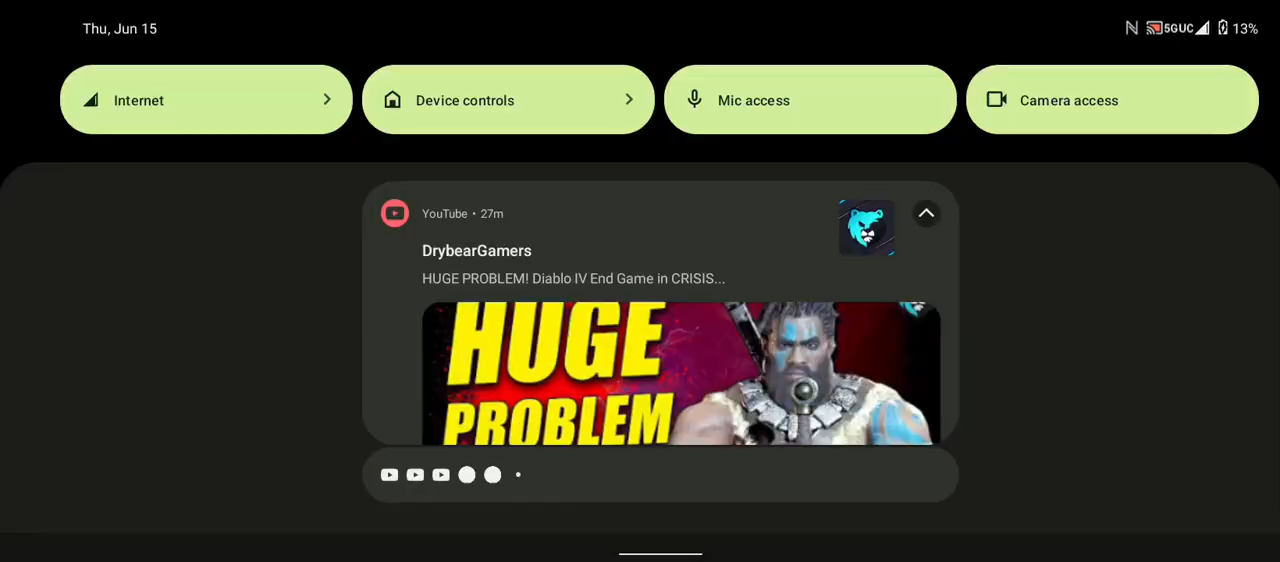 Thu, Jun 15
5GUC 13%
Internet
Device controls
Mic access
Camera access
YouTube • 27m
DrybearGamers
HUGE PROBLEM! Diablo IV End Game in CRISIS...
HUGE
PROBLEM